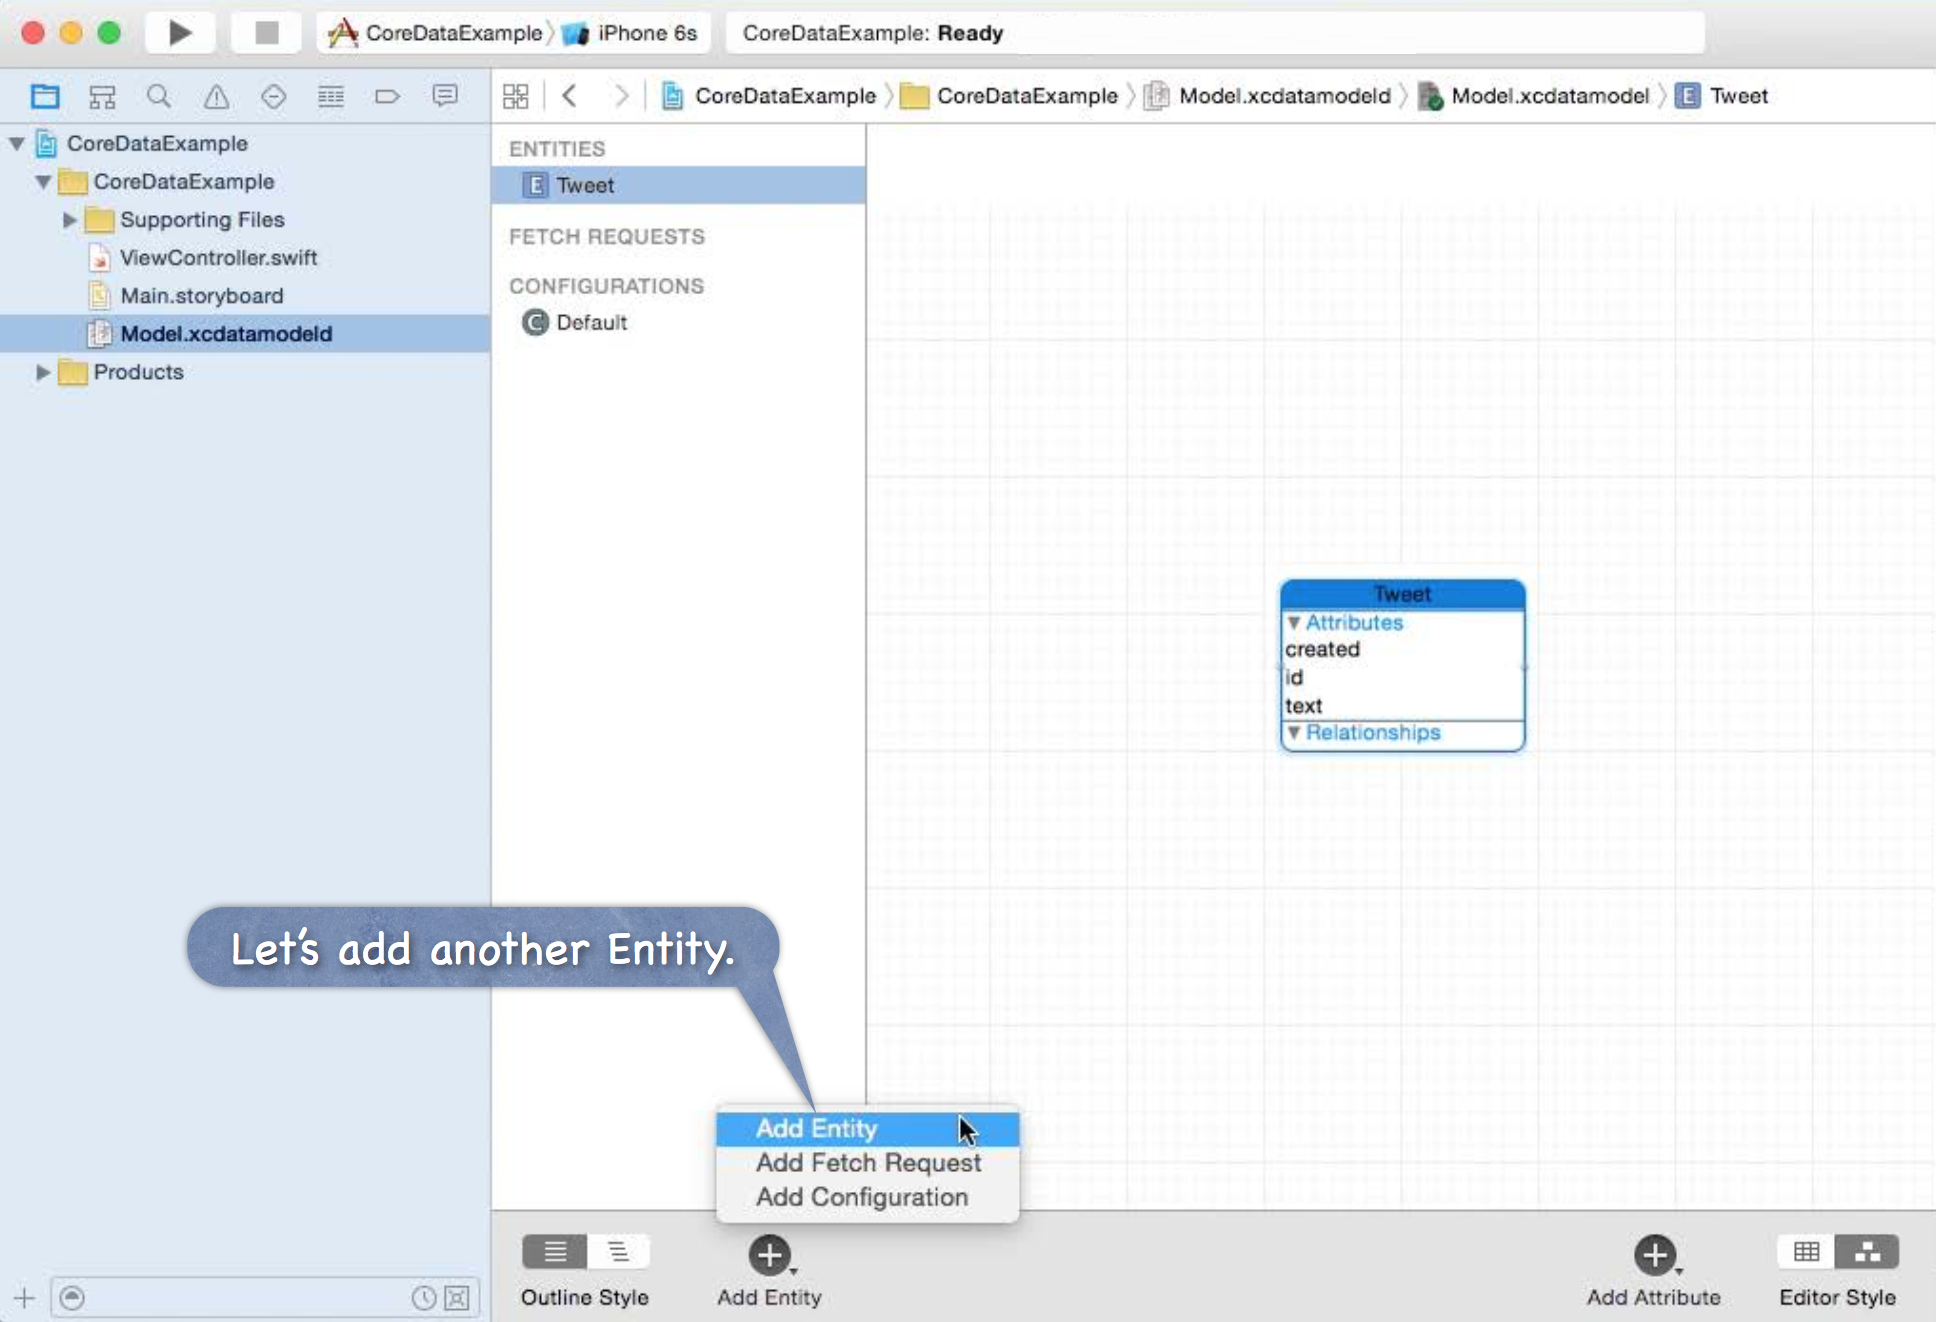 CoreDataExample
iPhone 6s
CoreDataExample: Ready
CoreDataExample
CoreDataExample
Model.xcdatamodeld
Model.xcdatamodel
E Tweet
CoreDataExample
CoreDataExample
Supporting Files
ViewController.swift
Main.storyboard
Model.xcdatamodeld
Products
ENTITIES
E Tweet
FETCH REQUESTS
CONFIGURATIONS
C Default
Tweet
Attributes
created
id
text
Relationships
Let's add another Entity.
Add Entity
Add Fetch Request
Add Configuration
Outline Style
Add Entity
Add Attribute
Editor Style